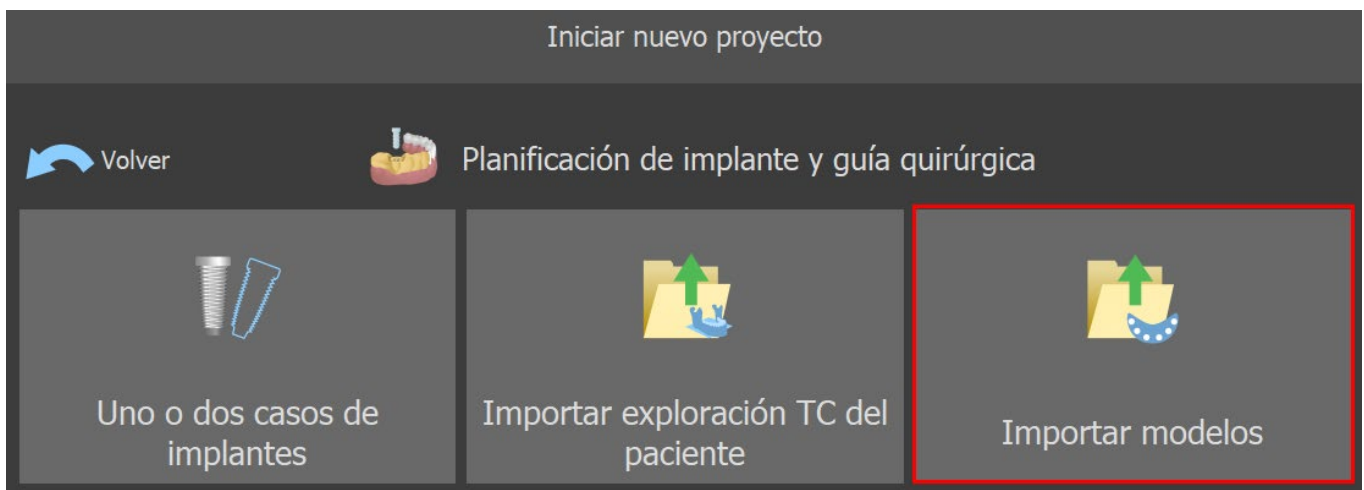 Iniciar nuevo proyecto
Volver
Planificación de implante y guía quirúrgica
Uno o dos casos de
implantes
Importar exploración TC del
paciente
Importar modelos